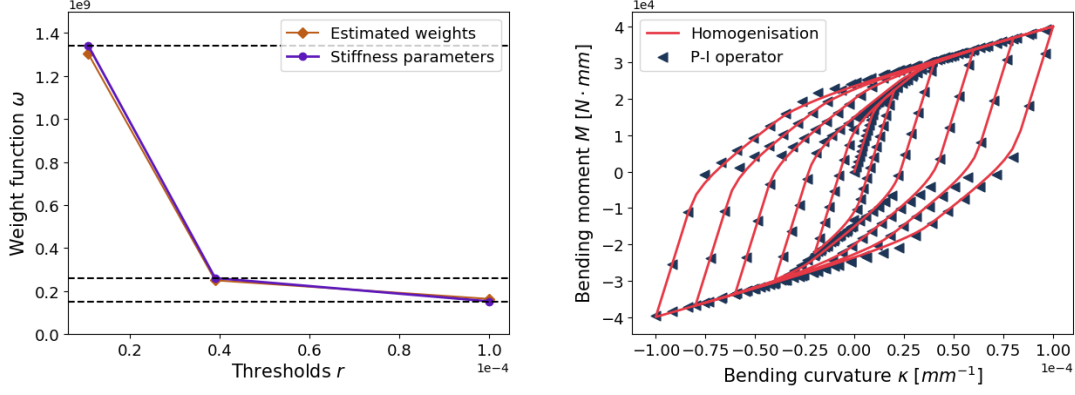 1e9
Weight function ω
1.4
1.2
1.0
0.8
0.6
0.4
0.2
0.0
Estimated weights
Stiffness parameters
0.2
0.4
0.6
0.8
1.0
1e−4
Thresholds r
1e4
Bending moment M [N · mm]
4
3
2
1
0
−1
−2
−3
−4
Homogenisation
P-I operator
−1.00
−0.75
−0.50
−0.25
0.00
0.25
0.50
0.75
1.00
1e−4
Bending curvature κ [mm⁻¹]